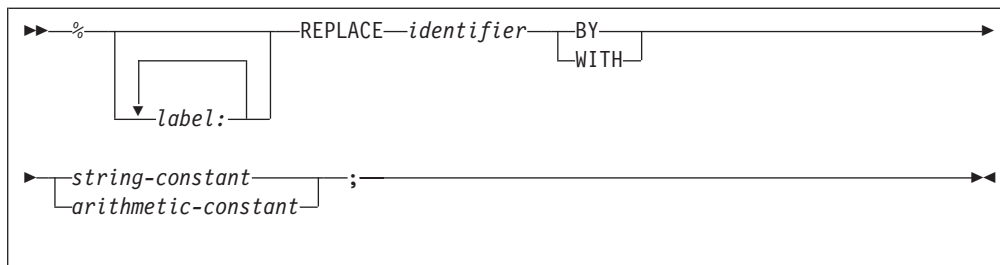 % REPLACE identifier BY
WITH
label:
string-constant ;
arithmetic-constant